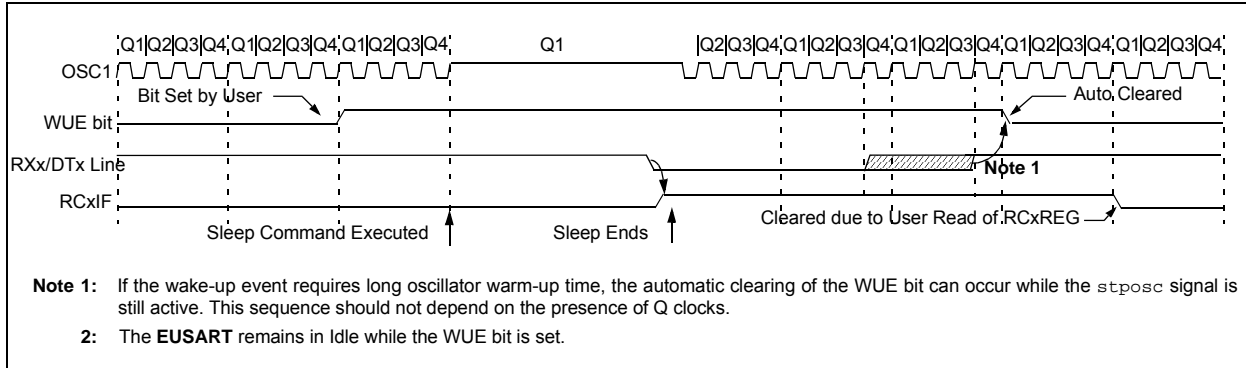 Q1 Q2 Q3 Q4 Q1 Q2 Q3 Q4 Q1 Q2 Q3 Q4 Q1 Q2 Q3 Q4 Q1 Q2 Q3 Q4 Q1 Q2 Q3 Q4 Q1 Q2 Q3 Q4 Q1 Q2 Q3 Q4
OSC1
Bit Set by User
Auto Cleared
WUE bit
RXx/DTx Line
Note 1
RCxIF
Cleared due to User Read of RCxREG
Sleep Command Executed
Sleep Ends
Note 1: If the wake-up event requires long oscillator warm-up time, the automatic clearing of the WUE bit can occur while the stposc signal is
still active. This sequence should not depend on the presence of Q clocks.
2: The EUSART remains in Idle while the WUE bit is set.